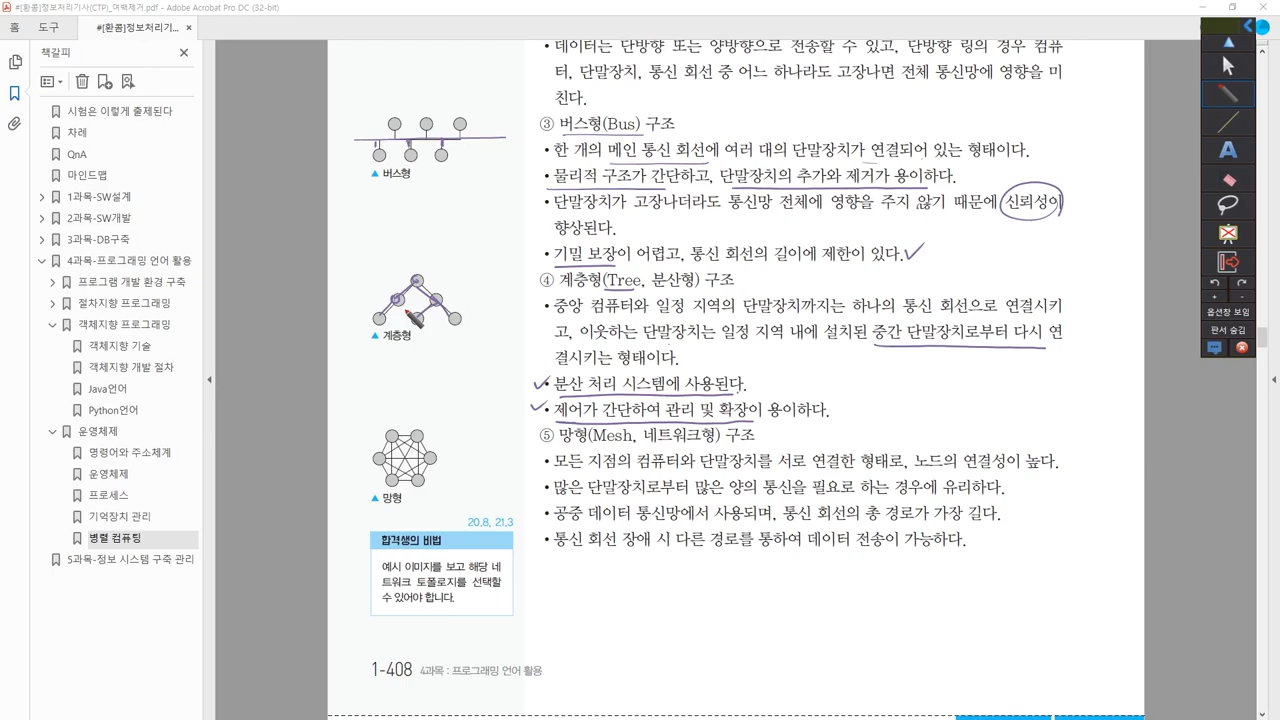 #[환콤]정보처리기사(CTP)_여백제거.pdf - Adobe Acrobat Pro DC (32-bit)
홈 도구 #[환콤]정보처리기... ×
책갈피
시험은 이렇게 출제된다
차례
QnA
마인드맵
1과목-SW설계
2과목-SW개발
3과목-DB구축
4과목-프로그래밍 언어 활용
프로그램 개발 환경 구축
절차지향 프로그래밍
객체지향 프로그래밍
객체지향 기술
객체지향 개발 절차
Java언어
Python언어
운영체제
명령어와 주소체계
운영체제
프로세스
기억장치 관리
병렬 컴퓨팅
5과목-정보 시스템 구축 관리
• 데이터는 단방향 또는 양방향으로 전송할 수 있고, 단방향 링의 경우 컴퓨
터, 단말장치, 통신 회선 중 어느 하나라도 고장나면 전체 통신망에 영향을 미
친다.
③ 버스형(Bus) 구조
• 한 개의 메인 통신 회선에 여러 대의 단말장치가 연결되어 있는 형태이다.
• 물리적 구조가 간단하고, 단말장치의 추가와 제거가 용이하다.
• 단말장치가 고장나더라도 통신망 전체에 영향을 주지 않기 때문에 신뢰성이
향상된다.
• 기밀 보장이 어렵고, 통신 회선의 길이에 제한이 있다.
④ 계층형(Tree, 분산형) 구조
• 중앙 컴퓨터와 일정 지역의 단말장치까지는 하나의 통신 회선으로 연결시키
고, 이웃하는 단말장치는 일정 지역 내에 설치된 중간 단말장치로부터 다시 연
결시키는 형태이다.
• 분산 처리 시스템에 사용된다.
• 제어가 간단하여 관리 및 확장이 용이하다.
⑤ 망형(Mesh, 네트워크형) 구조
• 모든 지점의 컴퓨터와 단말장치를 서로 연결한 형태로, 노드의 연결성이 높다.
• 많은 단말장치로부터 많은 양의 통신을 필요로 하는 경우에 유리하다.
• 공중 데이터 통신망에서 사용되며, 통신 회선의 총 경로가 가장 길다.
• 통신 회선 장애 시 다른 경로를 통하여 데이터 전송이 가능하다.
▲ 버스형
▲ 계층형
▲ 망형
20.8, 21.3
합격생의 비법
예시 이미지를 보고 해당 네
트워크 토폴로지를 선택할
수 있어야 합니다.
1-408 4과목 : 프로그래밍 언어 활용
A
+ -
옵션창 보임
판서 숨김